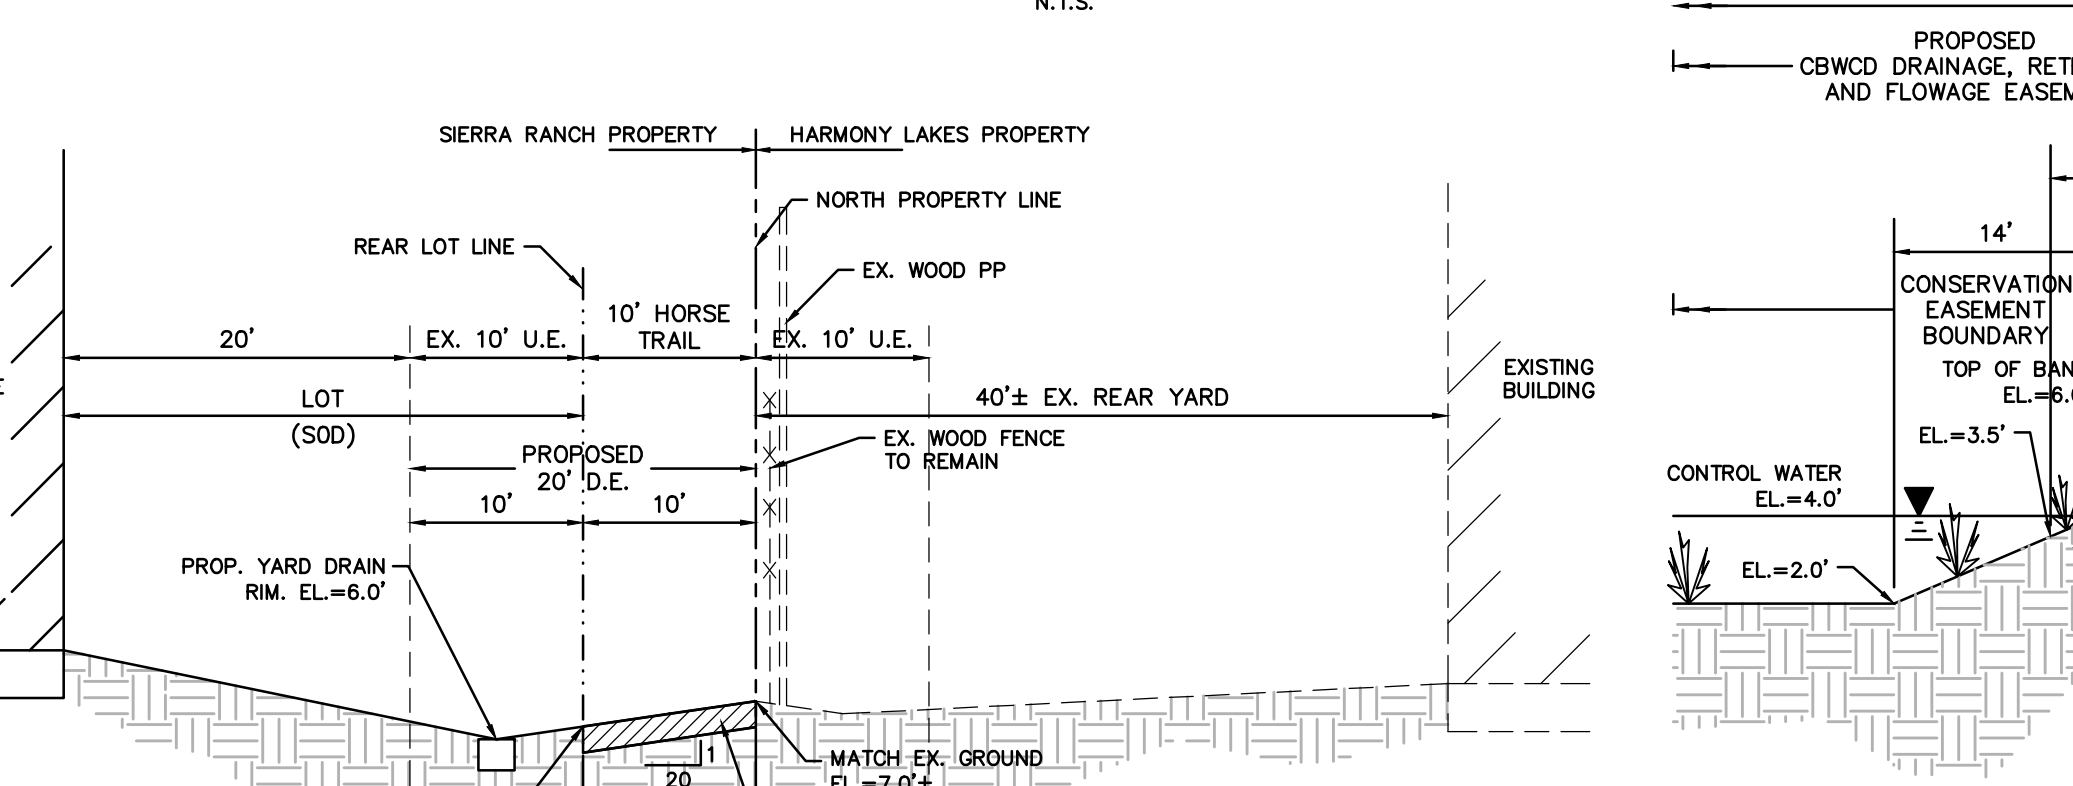 N.T.S.
SIERRA RANCH PROPERTY
HARMONY LAKES PROPERTY
NORTH PROPERTY LINE
REAR LOT LINE
EX. WOOD PP
10' HORSE
TRAIL
20'
EX. 10' U.E.
EX. 10' U.E.
EXISTING
BUILDING
LOT
(SOD)
40'± EX. REAR YARD
PROPOSED
20' D.E.
EX. WOOD FENCE
TO REMAIN
10'
10'
PROP. YARD DRAIN
RIM. EL.=6.0'
1
20
MATCH EX. GROUND
EL.=7.0'±
PROPOSED
CBWCD DRAINAGE,
AND FLOWAGE
14'
CONSERVATION
EASEMENT
BOUNDARY
TOP OF
EL.=3.5'
CONTROL WATER
EL.=4.0'
EL.=2.0'